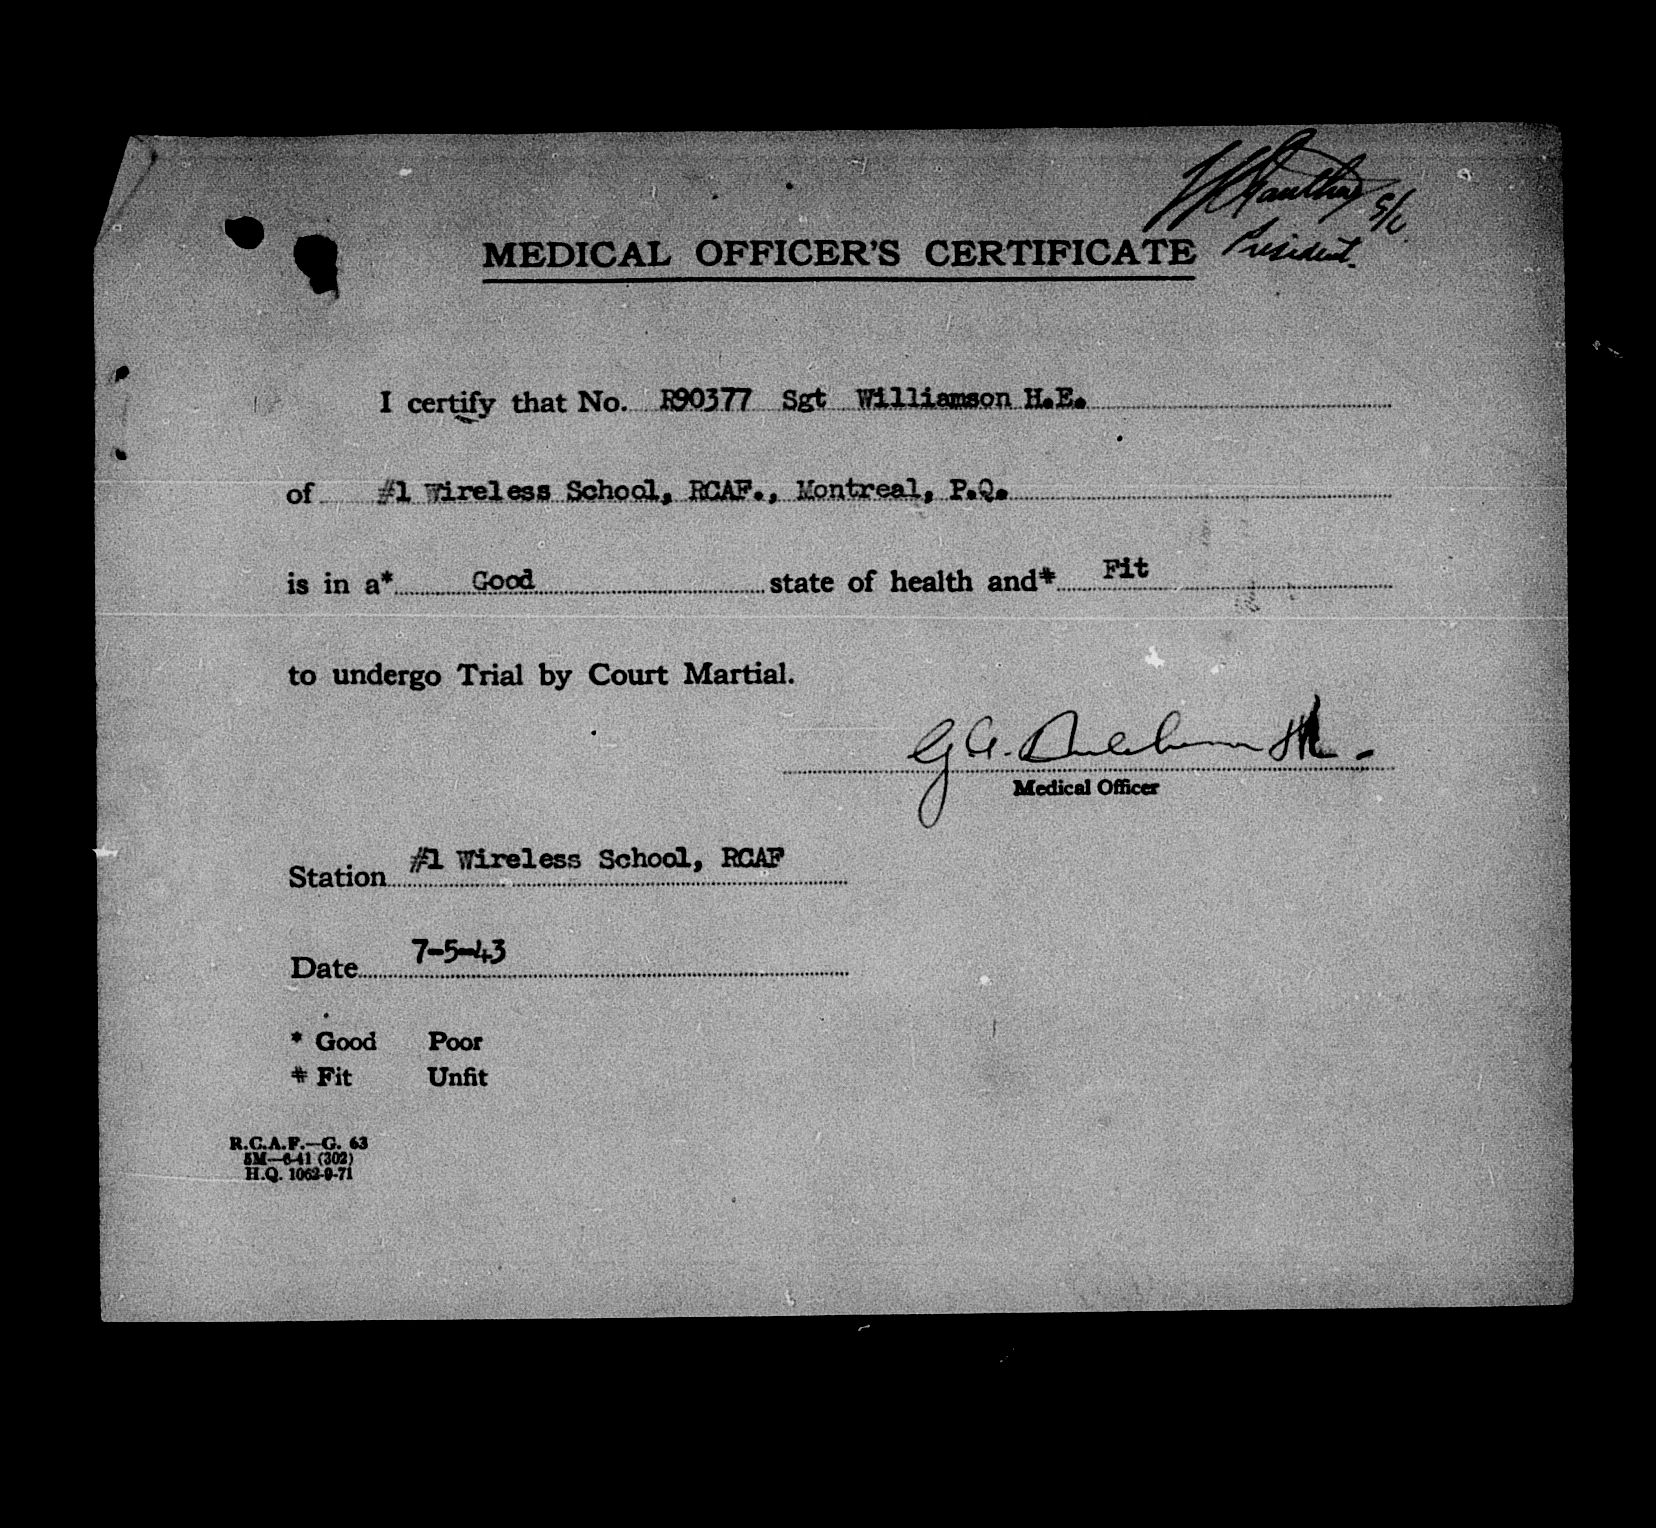 S/L
President.
MEDICAL OFFICER'S CERTIFICATE
I certify that No. R90377 Sgt Williamson H.E.
of #1 Wireless School, RCAF., Montreal, P.Q.
is in a* Good state of health and# Fit
to undergo Trial by Court Martial.
G.A.
Medical Officer
Station #1 Wireless School, RCAF
Date 7-5-43
* Good Poor
# Fit Unfit
R.C.A.F.—G. 63
5M—6-41 (302)
H.Q. 1062-9-71